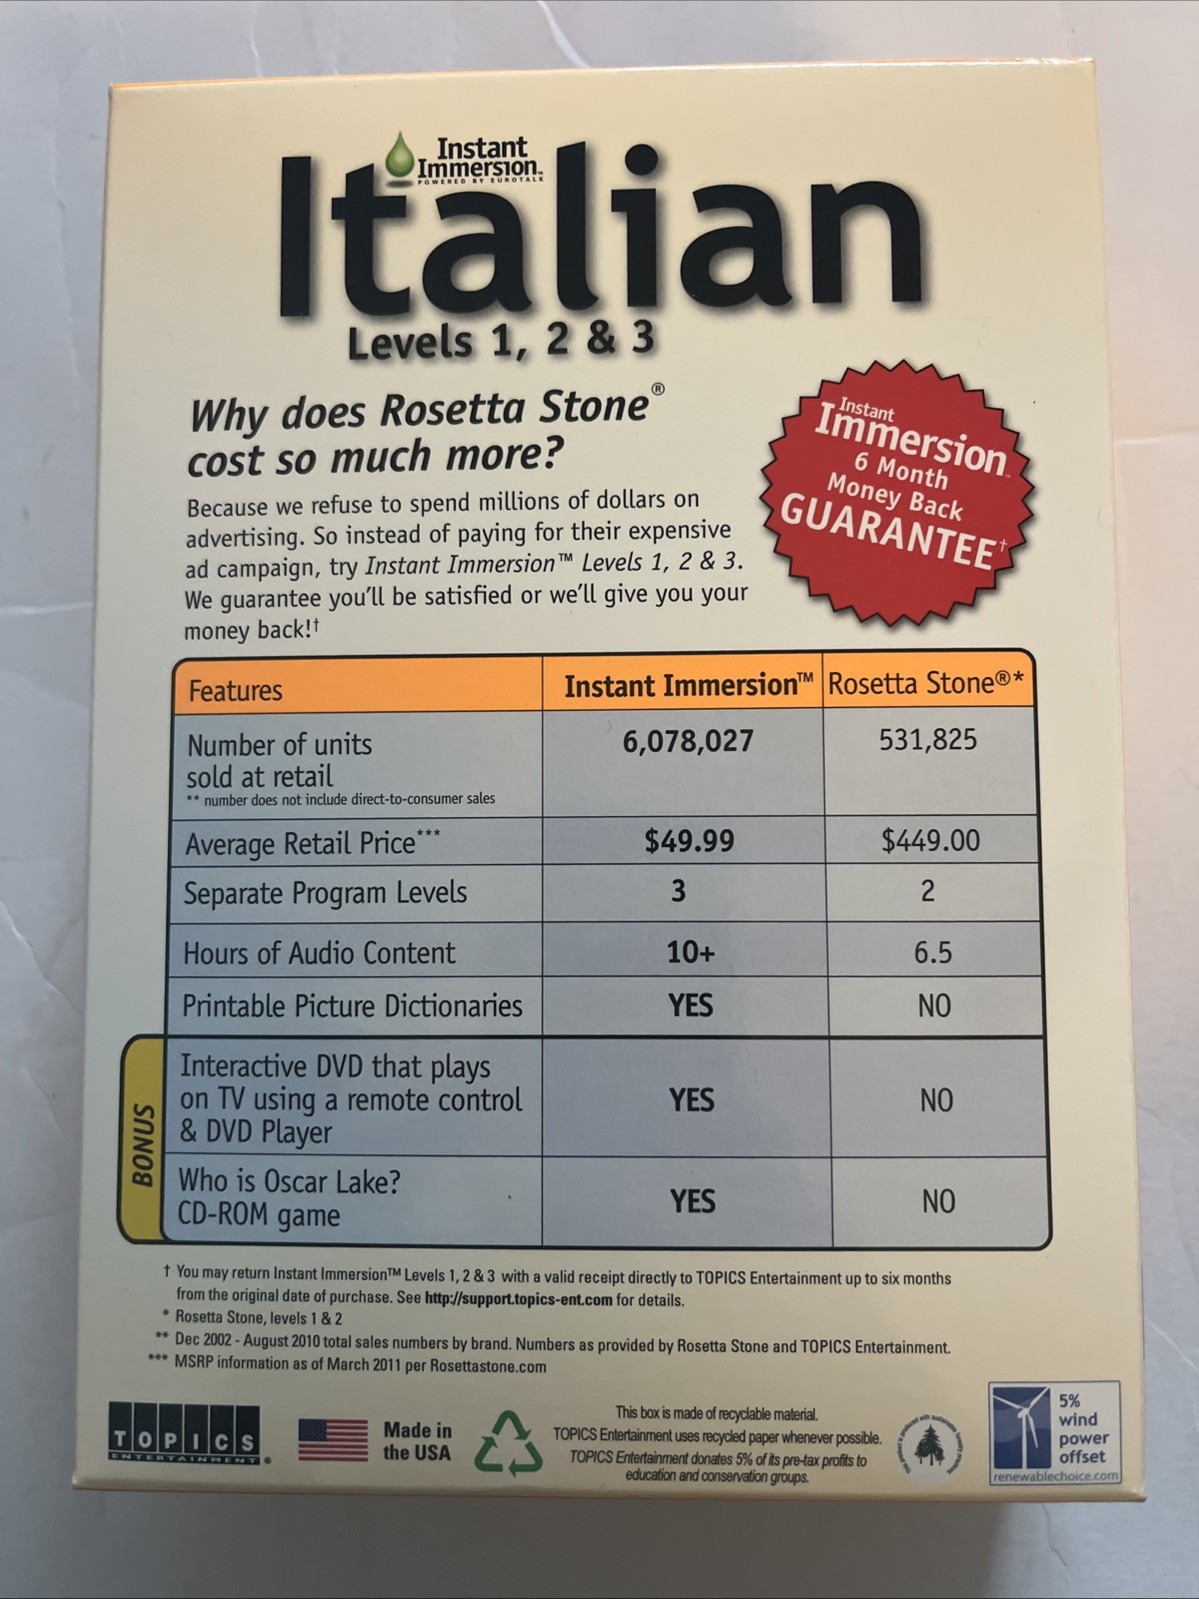 Instant
Immersion™
POWERED BY EUROTALK
Italian
Levels 1, 2 & 3
Why does Rosetta Stone®
cost so much more?
Because we refuse to spend millions of dollars on
advertising. So instead of paying for their expensive
ad campaign, try Instant Immersion™ Levels 1, 2 & 3.
We guarantee you'll be satisfied or we'll give you your
money back!†
Instant
Immersion™
6 Month
Money Back
GUARANTEE†
Features Instant Immersion™ Rosetta Stone®*
Number of units 6,078,027 531,825
sold at retail
** number does not include direct-to-consumer sales
Average Retail Price*** $49.99 $449.00
Separate Program Levels 3 2
Hours of Audio Content 10+ 6.5
Printable Picture Dictionaries YES NO
BONUS
Interactive DVD that plays
on TV using a remote control YES NO
& DVD Player
Who is Oscar Lake? YES NO
CD-ROM game
† You may return Instant Immersion™ Levels 1, 2 & 3 with a valid receipt directly to TOPICS Entertainment up to six months
from the original date of purchase. See http://support.topics-ent.com for details.
* Rosetta Stone, levels 1 & 2
** Dec 2002 - August 2010 total sales numbers by brand. Numbers as provided by Rosetta Stone and TOPICS Entertainment.
*** MSRP information as of March 2011 per Rosettastone.com
TOPICS
ENTERTAINMENT®
Made in
the USA
This box is made of recyclable material.
TOPICS Entertainment uses recycled paper whenever possible.
TOPICS Entertainment donates 5% of its pre-tax profits to
education and conservation groups.
5%
wind
power
offset
renewablechoice.com